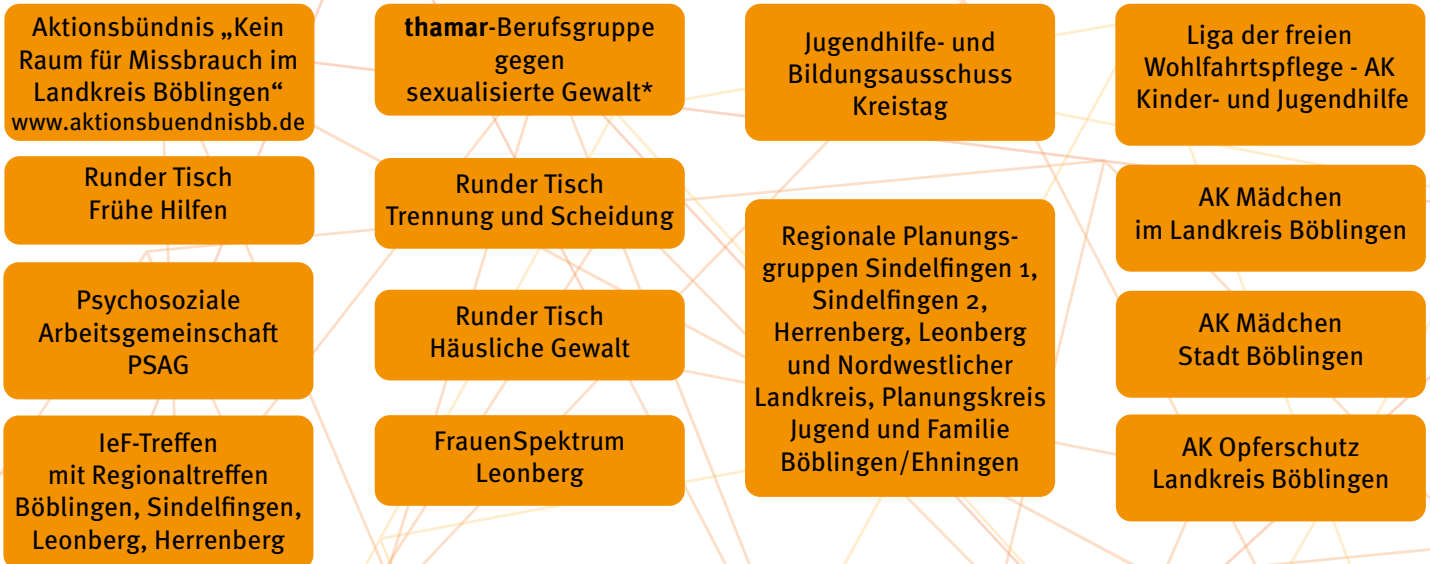 Aktionsbündnis „Kein
Raum für Missbrauch im
Landkreis Böblingen“
www.aktionsbuendnisbb.de
Runder Tisch
Frühe Hilfen
Psychosoziale
Arbeitsgemeinschaft
PSAG
IeF-Treffen
mit Regionaltreffen
Böblingen, Sindelfingen,
Leonberg, Herrenberg
thamar-Berufsgruppe
gegen
sexualisierte Gewalt*
Runder Tisch
Trennung und Scheidung
Runder Tisch
Häusliche Gewalt
FrauenSpektrum
Leonberg
Jugendhilfe- und
Bildungsausschuss
Kreistag
Regionale Planungs-
gruppen Sindelfingen 1,
Sindelfingen 2,
Herrenberg, Leonberg
und Nordwestlicher
Landkreis, Planungskreis
Jugend und Familie
Böblingen/Ehningen
Liga der freien
Wohlfahrtspflege - AK
Kinder- und Jugendhilfe
AK Mädchen
im Landkreis Böblingen
AK Mädchen
Stadt Böblingen
AK Opferschutz
Landkreis Böblingen